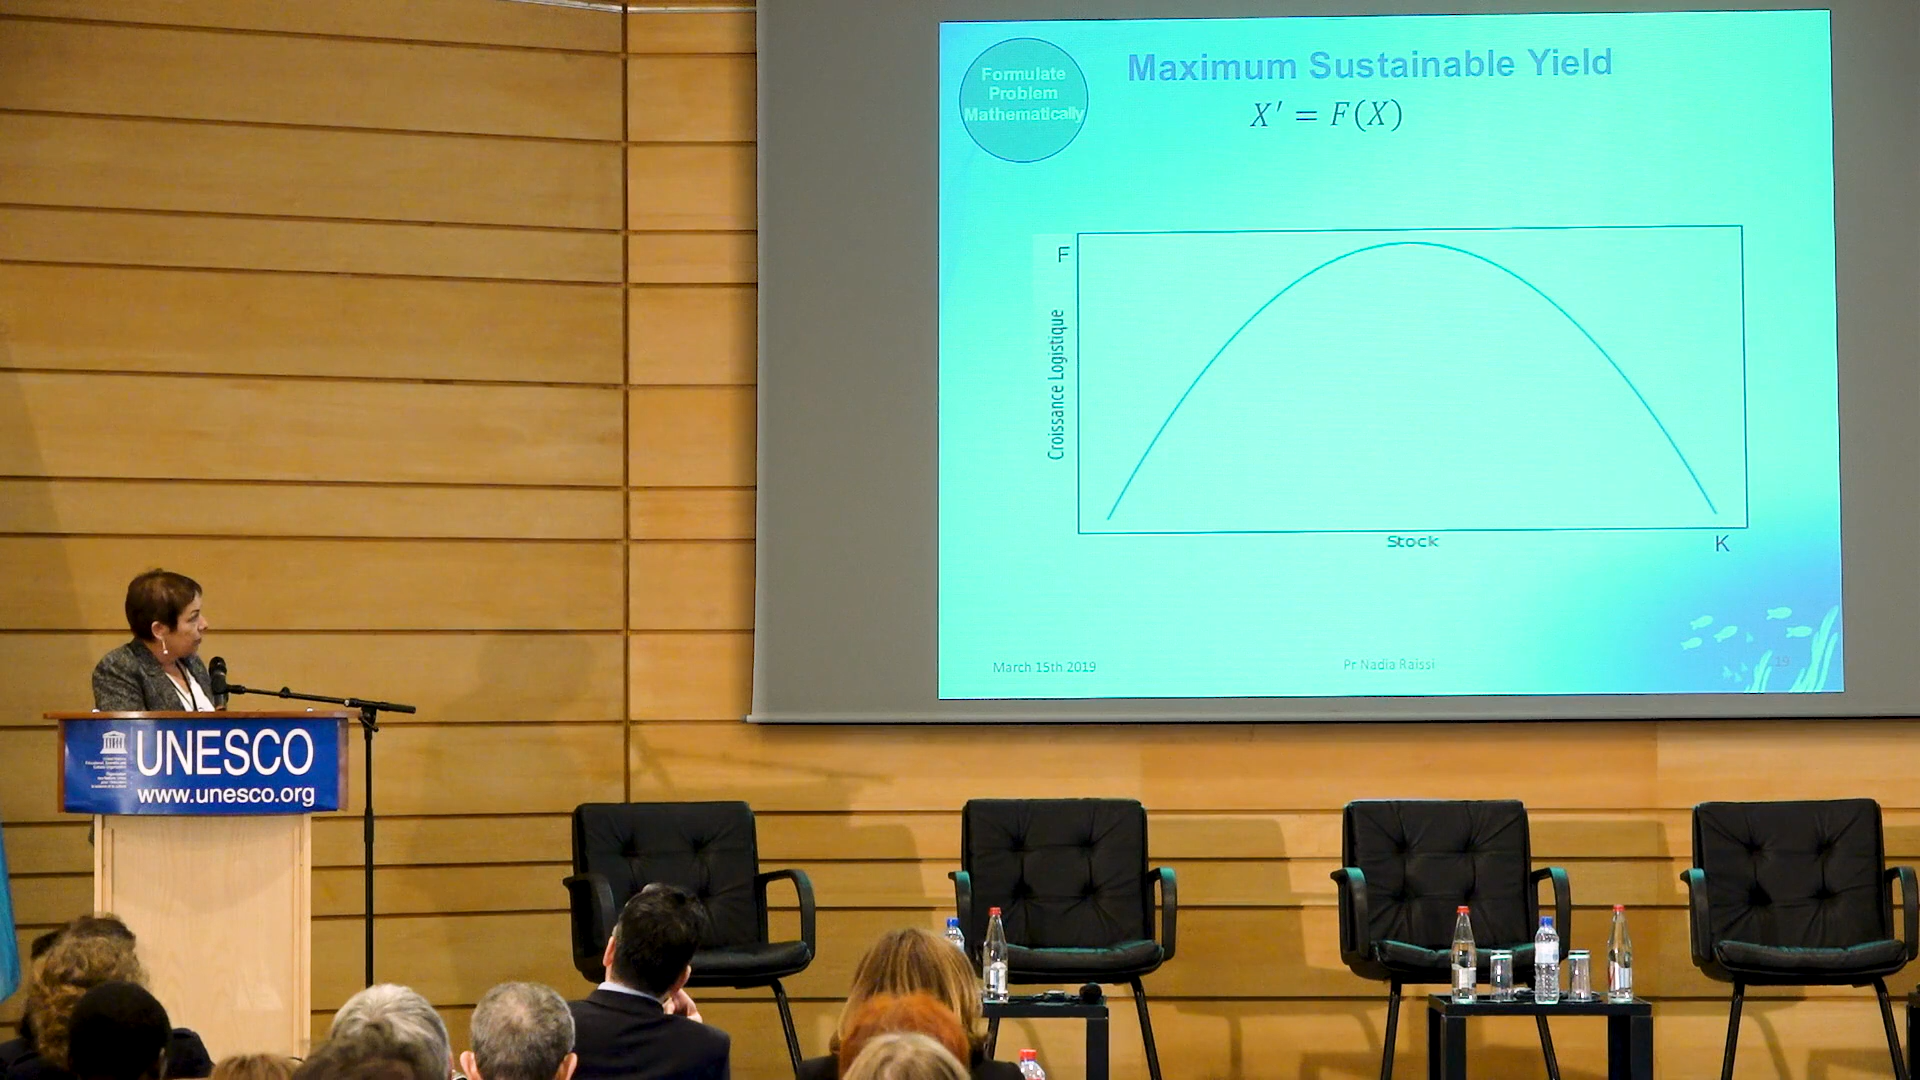 Formulate
Problem
Mathematically
Maximum Sustainable Yield
X′ = F(X)
F
Croissance Logistique
Stock
K
March 15th 2019
Pr Nadia Raissi
19
UNESCO
www.unesco.org